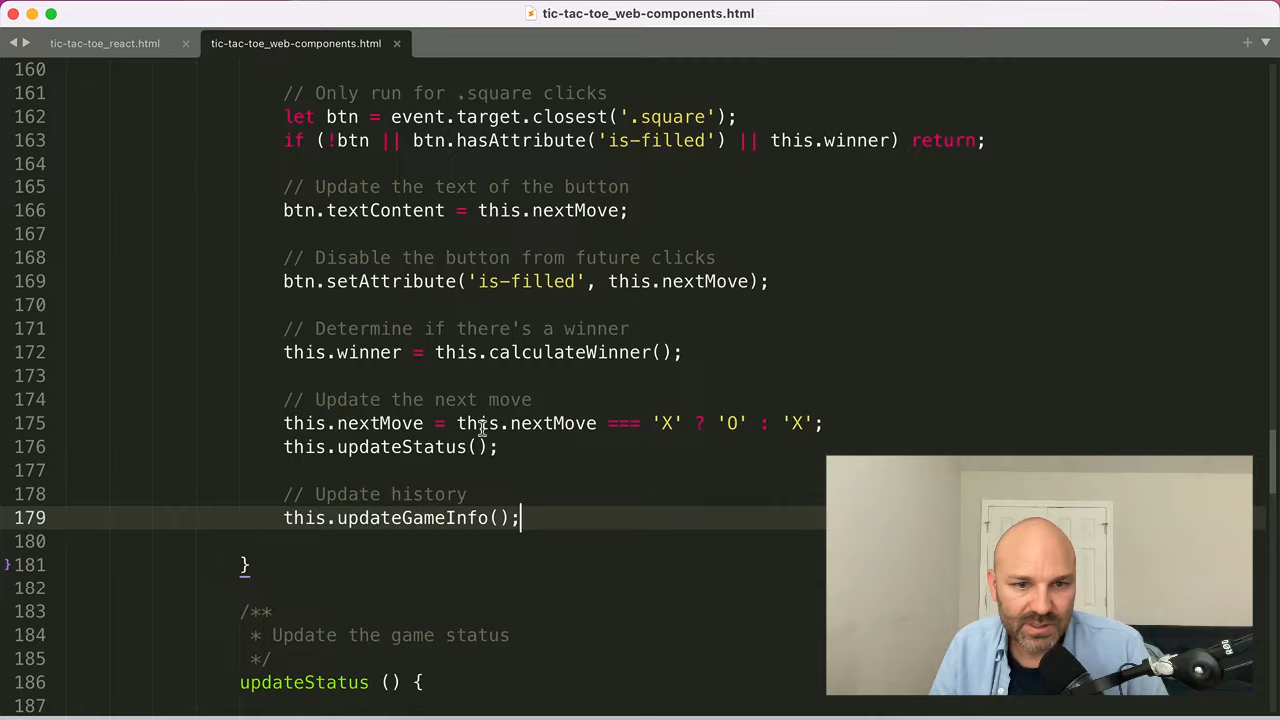 tic-tac-toe_web-components.html
tic-tac-toe_react.html
tic-tac-toe_web-components.html
160
161 // Only run for .square clicks
162 let btn = event.target.closest('.square');
163 if (!btn || btn.hasAttribute('is-filled') || this.winner) return;
164
165 // Update the text of the button
166 btn.textContent = this.nextMove;
167
168 // Disable the button from future clicks
169 btn.setAttribute('is-filled', this.nextMove);
170
171 // Determine if there's a winner
172 this.winner = this.calculateWinner();
173
174 // Update the next move
175 this.nextMove = this.nextMove === 'X' ? 'O' : 'X';
176 this.updateStatus();
177
178 // Update history
179 this.updateGameInfo();
180
181 }
182
183 /**
184 * Update the game status
185 */
186 updateStatus () {
187